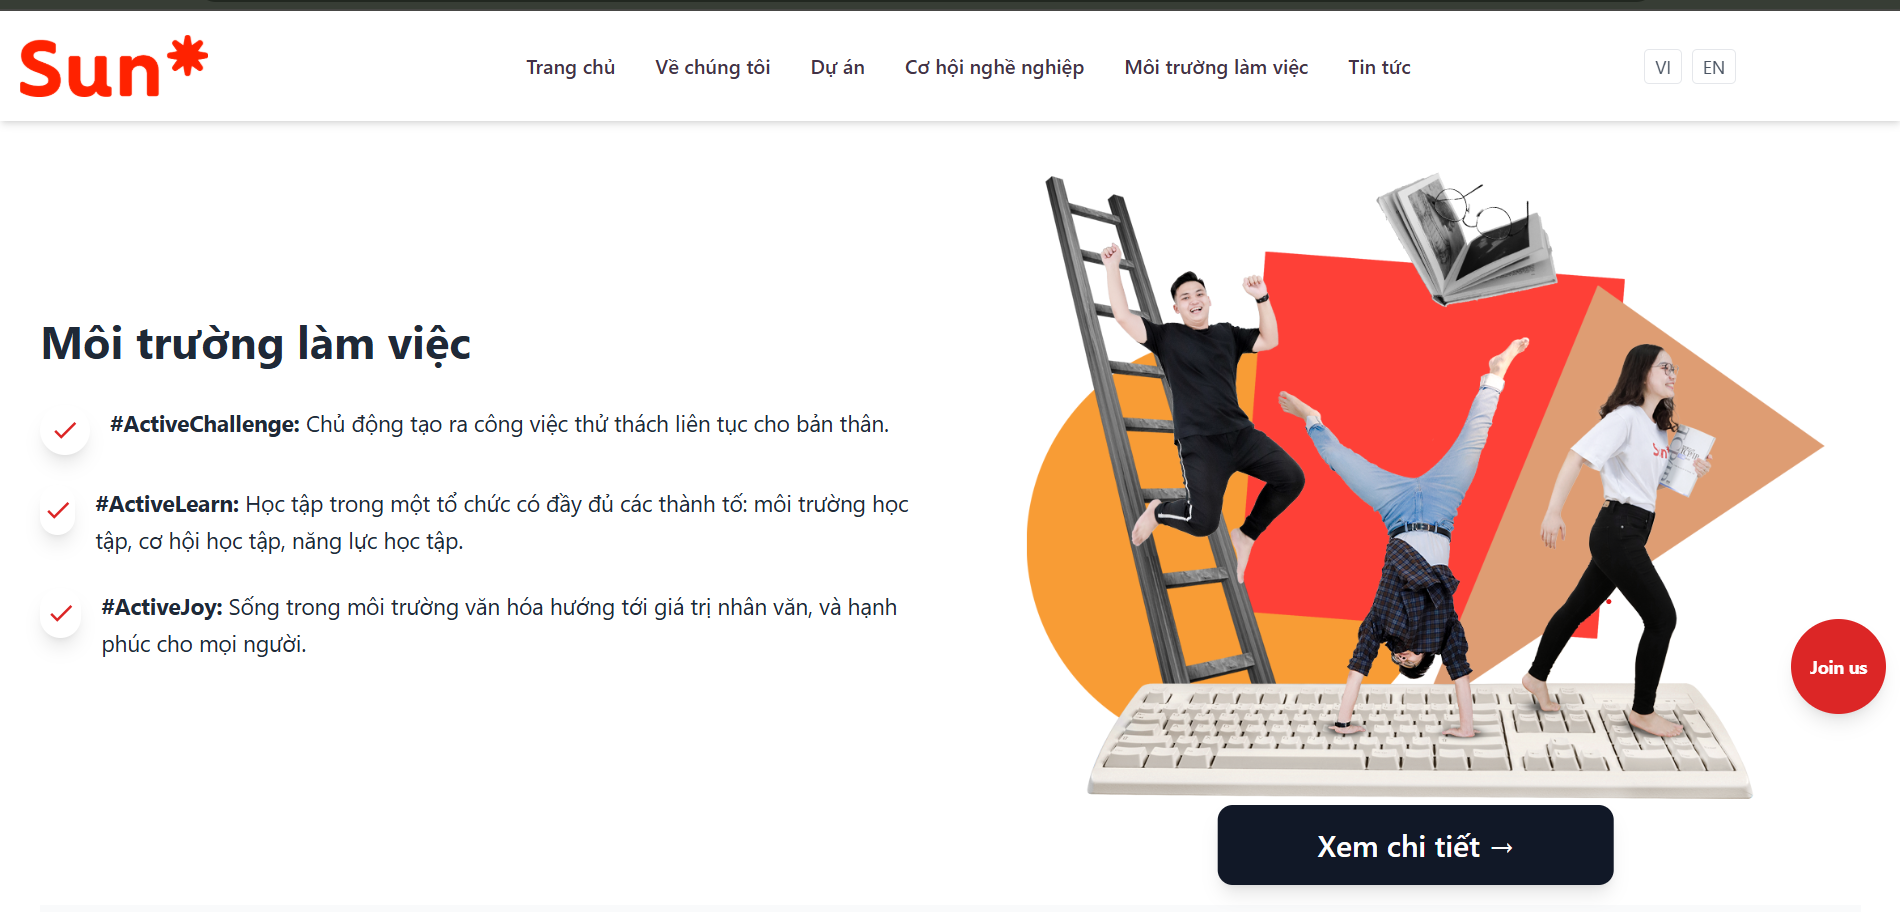 Sun*
Trang chủ
Về chúng tôi
Dự án
Cơ hội nghề nghiệp
Môi trường làm việc
Tin tức
VI
EN
Môi trường làm việc
#ActiveChallenge: Chủ động tạo ra công việc thử thách liên tục cho bản thân.
#ActiveLearn: Học tập trong một tổ chức có đầy đủ các thành tố: môi trường học
tập, cơ hội học tập, năng lực học tập.
#ActiveJoy: Sống trong môi trường văn hóa hướng tới giá trị nhân văn, và hạnh
phúc cho mọi người.
Join us
Xem chi tiết →